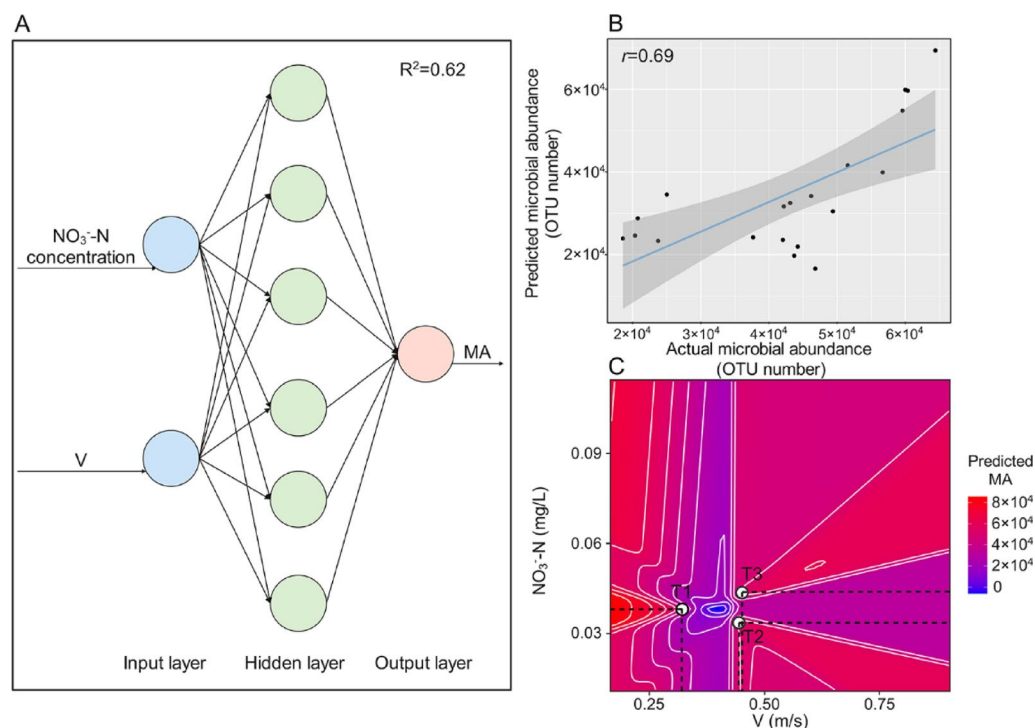 A
R²=0.62
NO₃⁻-N
concentration
V
MA
Input layer
Hidden layer
Output layer
B
r=0.69
Predicted microbial abundance
(OTU number)
6×10⁴
4×10⁴
2×10⁴
2×10⁴
3×10⁴
4×10⁴
5×10⁴
6×10⁴
Actual microbial abundance
(OTU number)
C
NO₃⁻-N (mg/L)
0.09
0.06
0.03
T1
T3
T2
0.25
0.50
0.75
V (m/s)
Predicted
MA
8×10⁴
6×10⁴
4×10⁴
2×10⁴
0